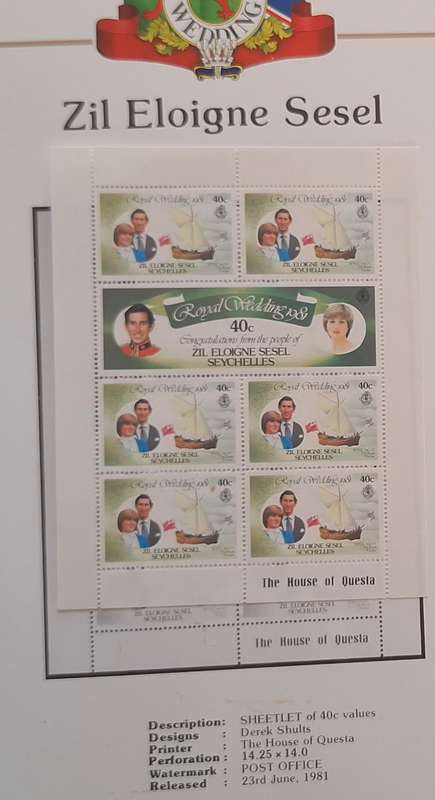 WEDDING
Zil Eloigne Sesel
Royal Wedding 1981 40c
ZIL ELOIGNE SESEL
SEYCHELLES
Royal Wedding 1981 40c
ZIL ELOIGNE SESEL
SEYCHELLES
Royal Wedding 1981
40c
Congratulations from the people of
ZIL ELOIGNE SESEL
SEYCHELLES
Royal Wedding 1981 40c
ZIL ELOIGNE SESEL
SEYCHELLES
Royal Wedding 1981 40c
ZIL ELOIGNE SESEL
SEYCHELLES
Royal Wedding 1981 40c
ZIL ELOIGNE SESEL
SEYCHELLES
Royal Wedding 1981 40c
ZIL ELOIGNE SESEL
SEYCHELLES
The House of Questa
SEYCHELLES
SEYCHELLES
The House of Questa
Description: SHEETLET of 40c values
Designs : Derek Shults
Printer : The House of Questa
Perforation: 14.25 × 14.0
Watermark : POST OFFICE
Released : 23rd June, 1981